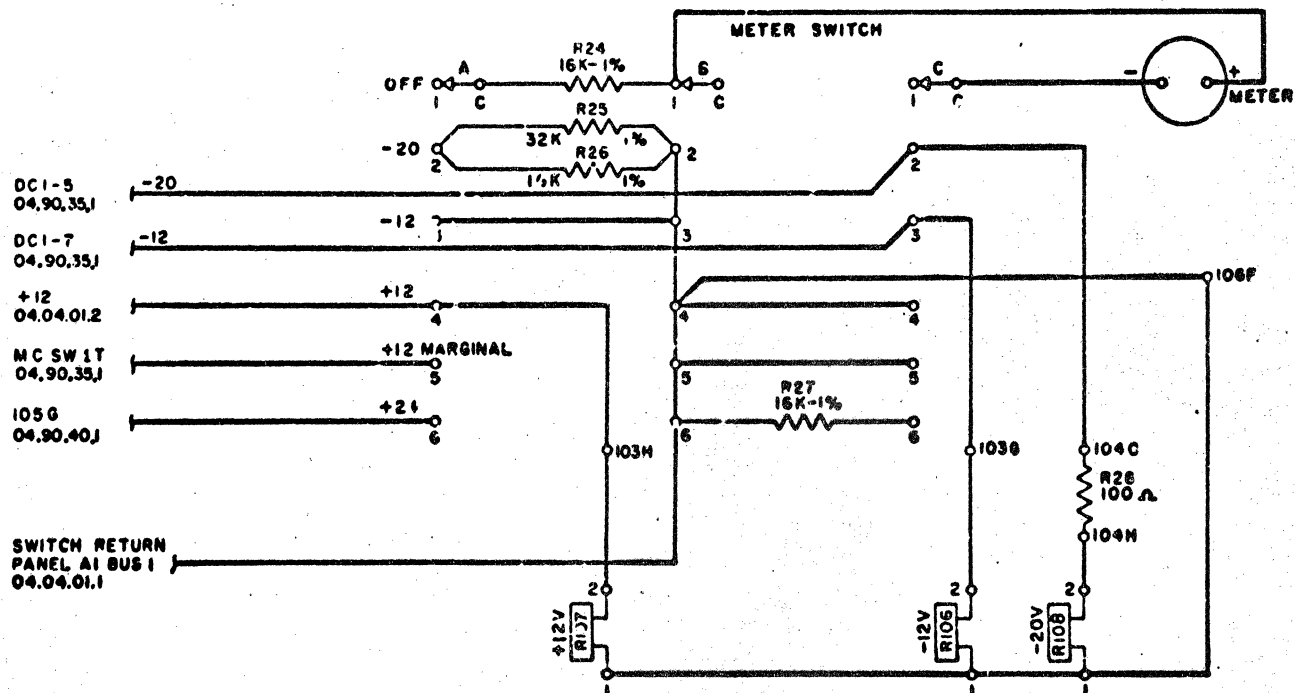 METER SWITCH
R24
16K-1%
OFF
A
B
C
-
+
METER
1
C
1
C
1
C
R25
32K
1%
-20
2
2
2
R26
1%
DC1-5
04.90.35.1
-20
-12
3
3
DC1-7
04.90.35.1
-12
106F
+12
04.04.01.2
+12
4
4
4
MC SW 1T
04.90.35.1
+12 MARGINAL
5
5
5
105G
04.90.40.1
+24
6
6
R27
16K-1%
6
103H
103G
104C
R28
100 Ω
104H
SWITCH RETURN
PANEL A1 BUS 1
04.04.01.1
2
2
2
+12V
R107
-12V
R106
-20V
R108
1
1
1